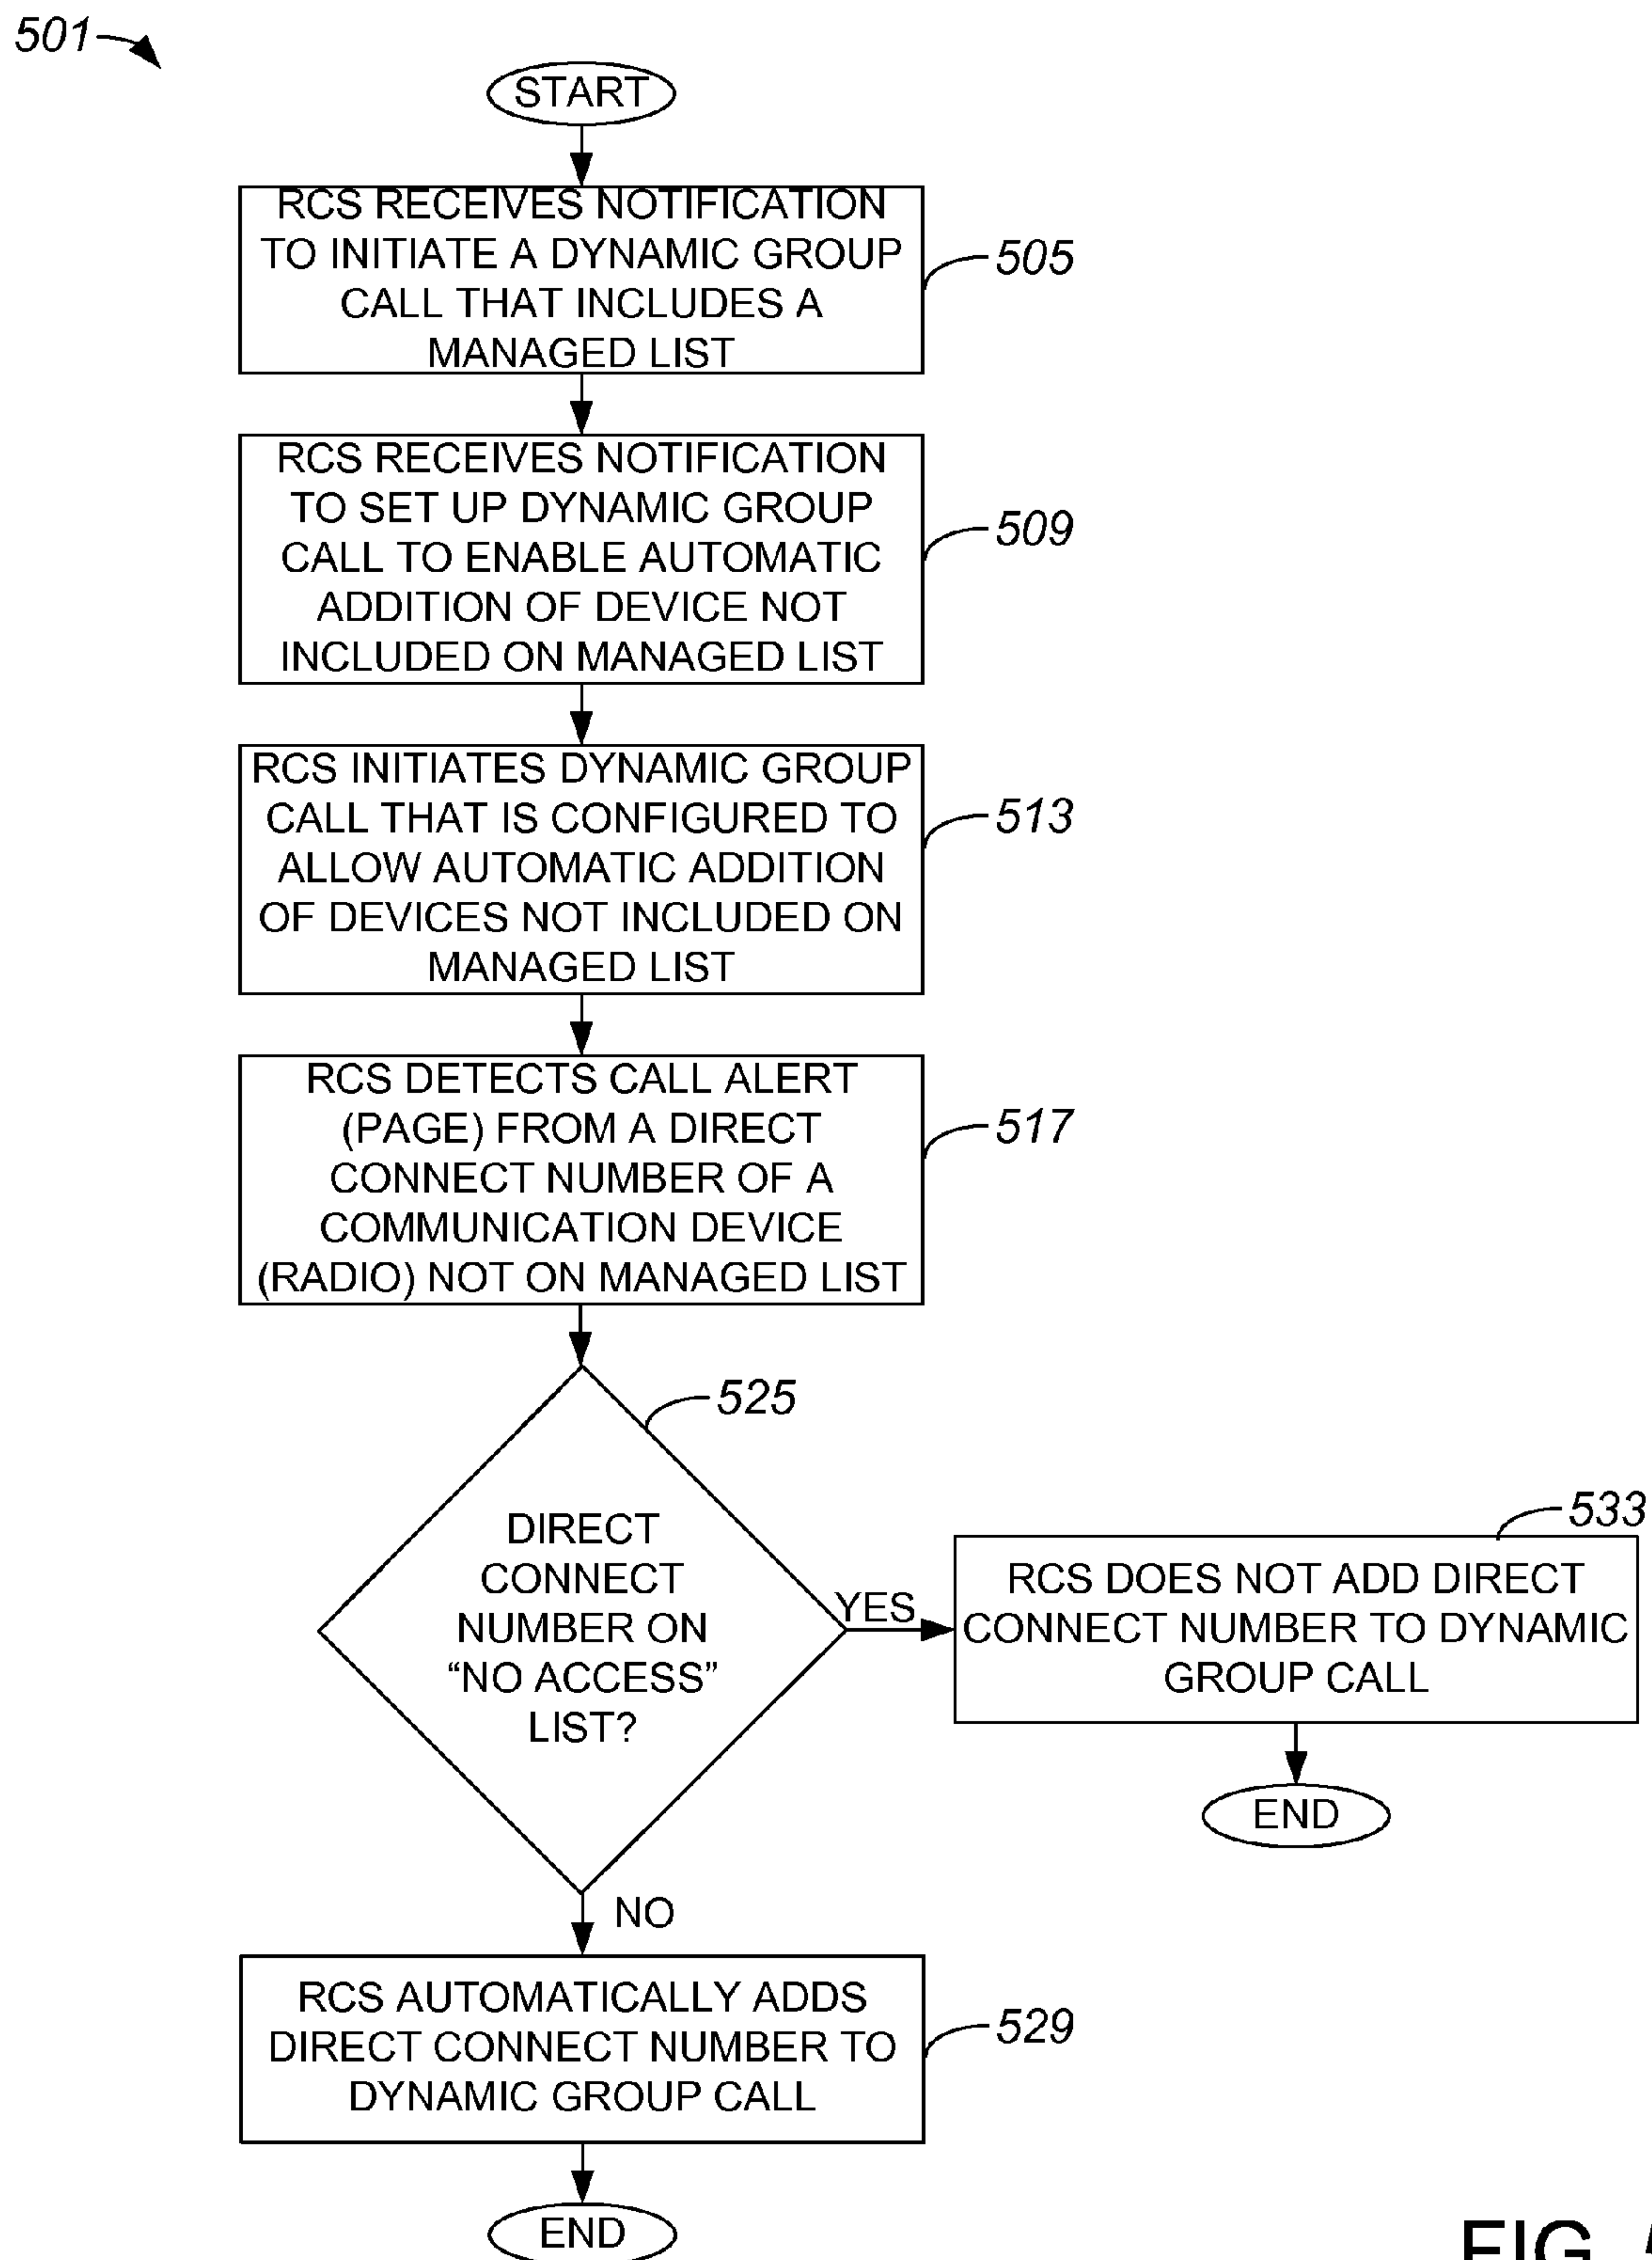 501
START
RCS RECEIVES NOTIFICATION
TO INITIATE A DYNAMIC GROUP
CALL THAT INCLUDES A
MANAGED LIST
505
RCS RECEIVES NOTIFICATION
TO SET UP DYNAMIC GROUP
CALL TO ENABLE AUTOMATIC
ADDITION OF DEVICE NOT
INCLUDED ON MANAGED LIST
509
RCS INITIATES DYNAMIC GROUP
CALL THAT IS CONFIGURED TO
ALLOW AUTOMATIC ADDITION
OF DEVICES NOT INCLUDED ON
MANAGED LIST
513
RCS DETECTS CALL ALERT
(PAGE) FROM A DIRECT
CONNECT NUMBER OF A
COMMUNICATION DEVICE
(RADIO) NOT ON MANAGED LIST
517
525
DIRECT
CONNECT
NUMBER ON
“NO ACCESS”
LIST?
YES
533
RCS DOES NOT ADD DIRECT
CONNECT NUMBER TO DYNAMIC
GROUP CALL
END
NO
RCS AUTOMATICALLY ADDS
DIRECT CONNECT NUMBER TO
DYNAMIC GROUP CALL
529
END
FIG.